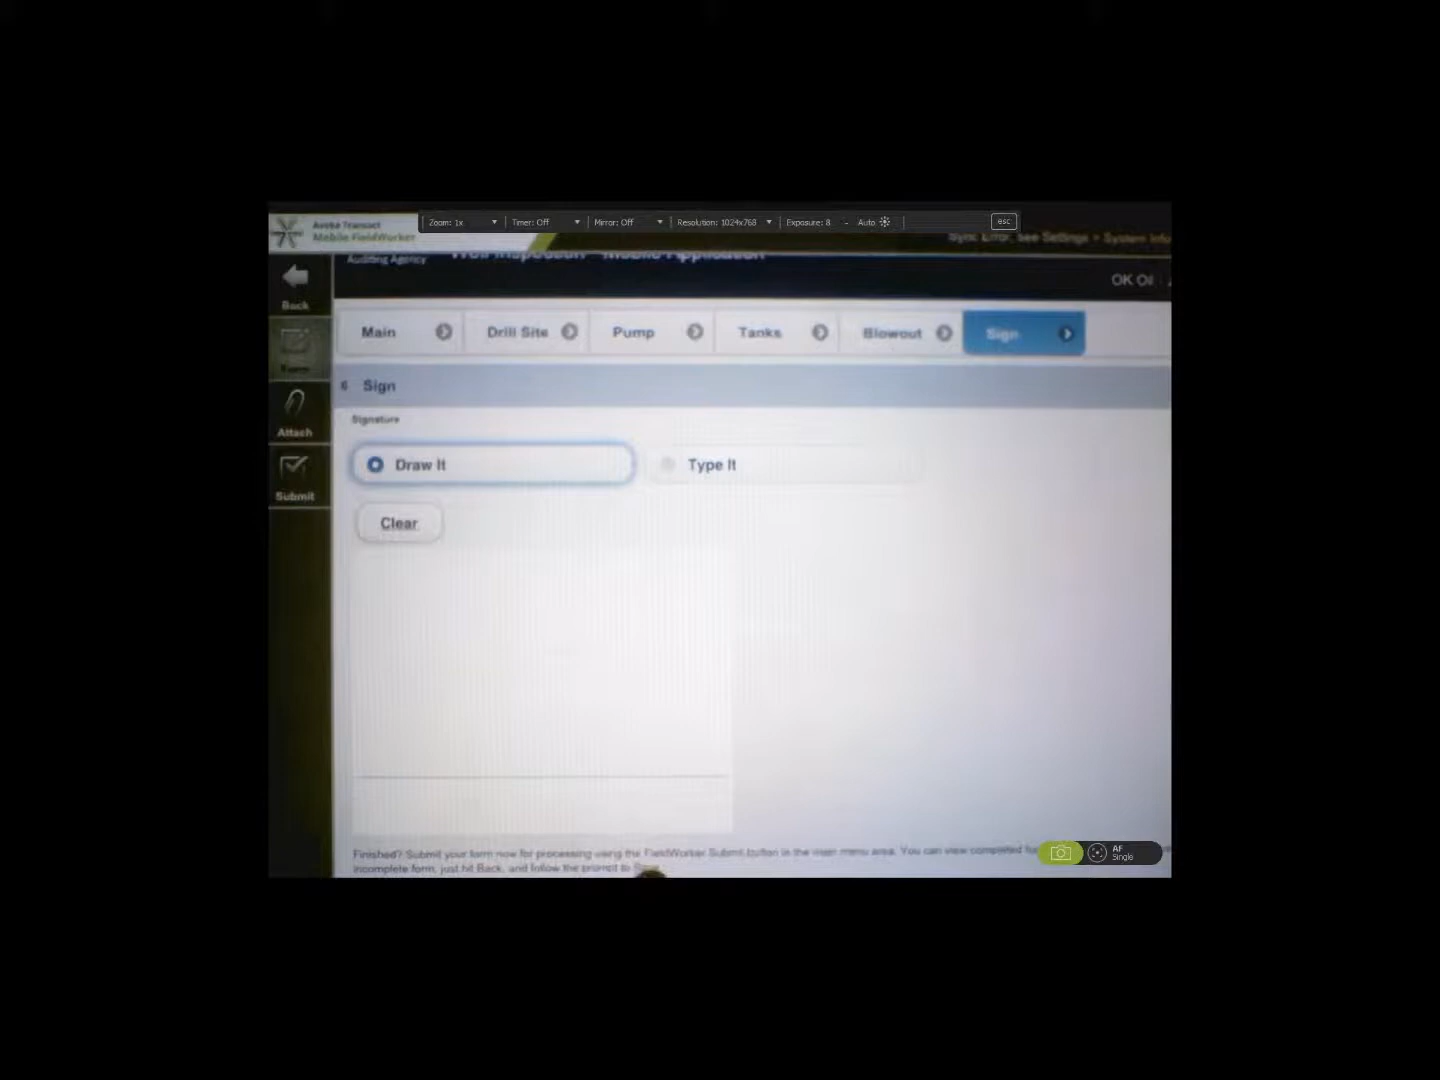 Zoom: 1x Timer: Off Mirror: Off Resolution: 1024x768 Exposure: 8 - Auto esc
Avoka Transact
Mobile FieldWorker
Sync Error, see Settings > System Info
Auditing Agency Well Inspection - Mobile Application
OK Oil
Back
Main Drill Site Pump Tanks Blowout Sign
Form
6 Sign
Attach
Signature
Draw It Type It
Submit
Clear
Finished? Submit your form now for processing using the FieldWorker Submit button in the main menu area. You can view completed
incomplete form, just hit Back, and follow the prompt to Save
AF
Single